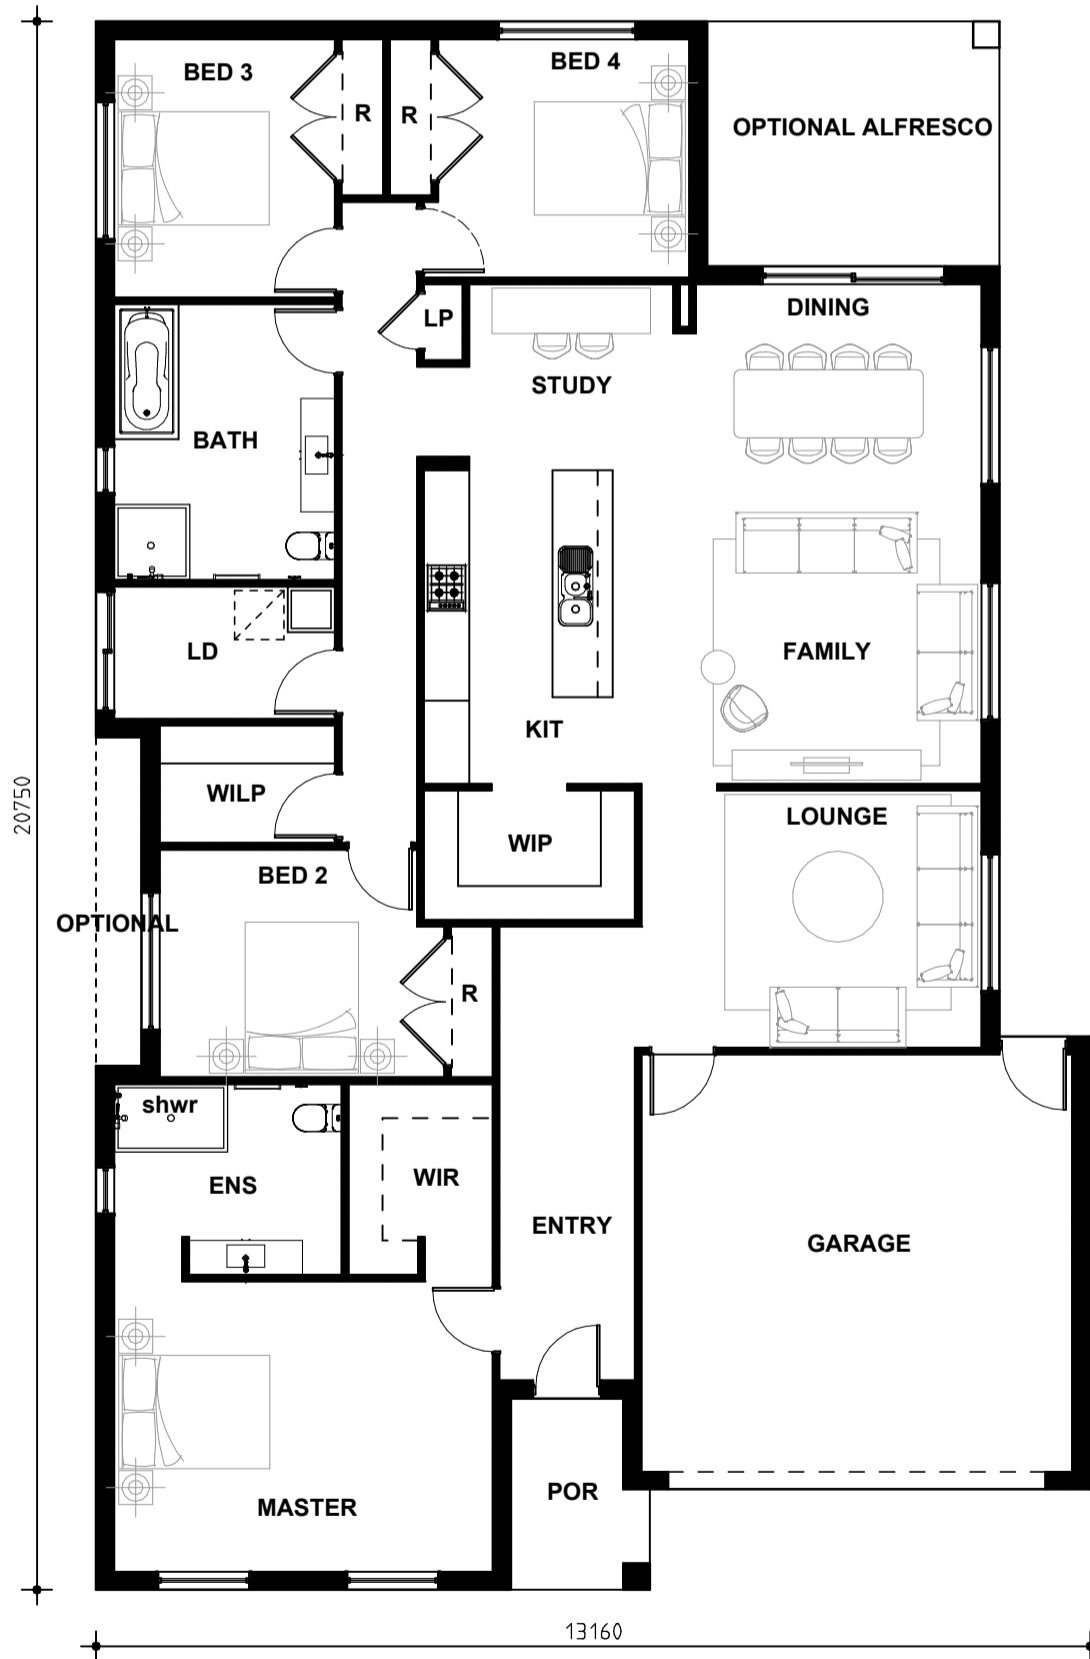 BED 3
BED 4
R
R
OPTIONAL ALFRESCO
LP
DINING
STUDY
BATH
LD
FAMILY
KIT
20750
WILP
LOUNGE
WIP
BED 2
OPTIONAL
R
shwr
WIR
ENS
ENTRY
GARAGE
POR
MASTER
13160